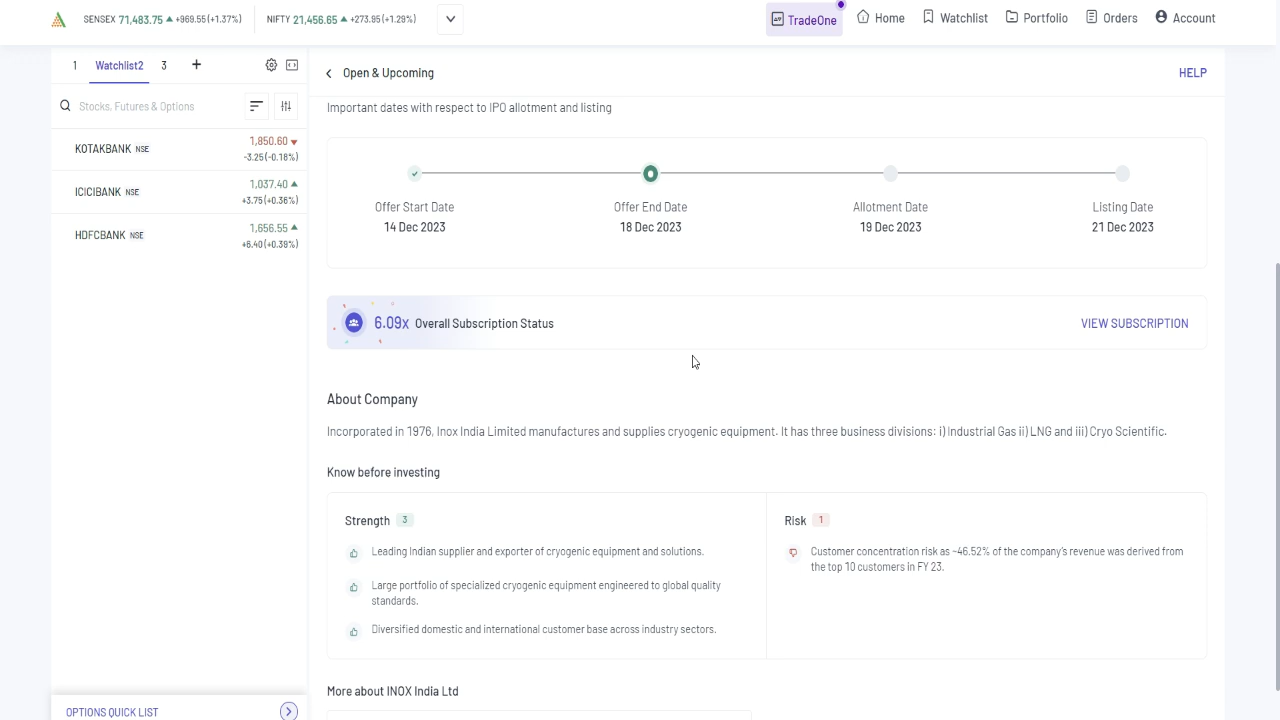 SENSEX 71,483.75 +969.55(+1.37%) NIFTY 21,456.65 +273.95(+1.29%) TradeOne Home Watchlist Portfolio Orders Account
1 Watchlist2 3 +
Open & Upcoming HELP
Stocks, Futures & Options
Important dates with respect to IPO allotment and listing
KOTAKBANK NSE 1,850.60
-3.25(-0.18%)
ICICIBANK NSE 1,037.40
+3.75(+0.36%)
HDFCBANK NSE 1,656.55
+6.40(+0.39%)
Offer Start Date Offer End Date Allotment Date Listing Date
14 Dec 2023 18 Dec 2023 19 Dec 2023 21 Dec 2023
6.09x Overall Subscription Status VIEW SUBSCRIPTION
About Company
Incorporated in 1976, Inox India Limited manufactures and supplies cryogenic equipment. It has three business divisions: i) Industrial Gas ii) LNG and iii) Cryo Scientific.
Know before investing
Strength 3
Leading Indian supplier and exporter of cryogenic equipment and solutions.
Large portfolio of specialized cryogenic equipment engineered to global quality
standards.
Diversified domestic and international customer base across industry sectors.
Risk 1
Customer concentration risk as ~46.52% of the company's revenue was derived from
the top 10 customers in FY 23.
More about INOX India Ltd
OPTIONS QUICK LIST